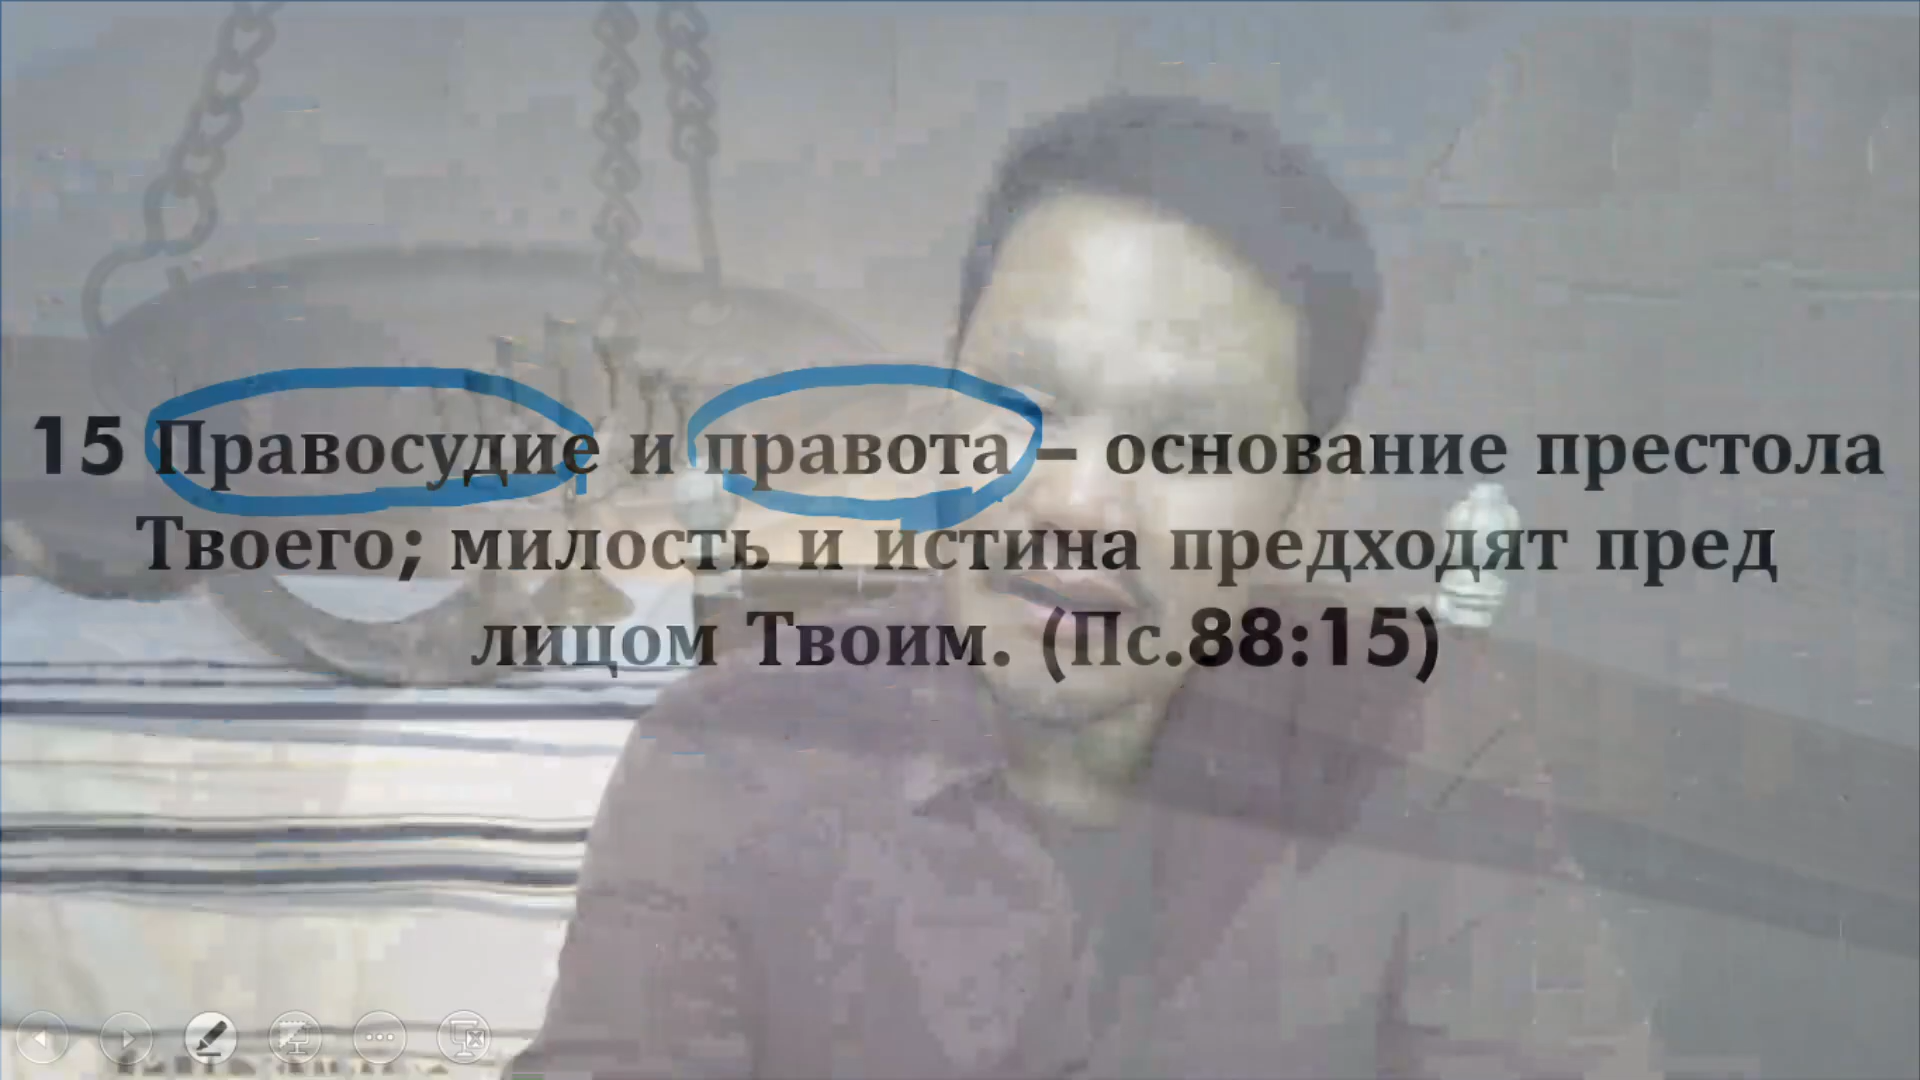 15 Правосудие и правота – основание престола
Твоего; милость и истина предходят пред
лицом Твоим. (Пс.88:15)